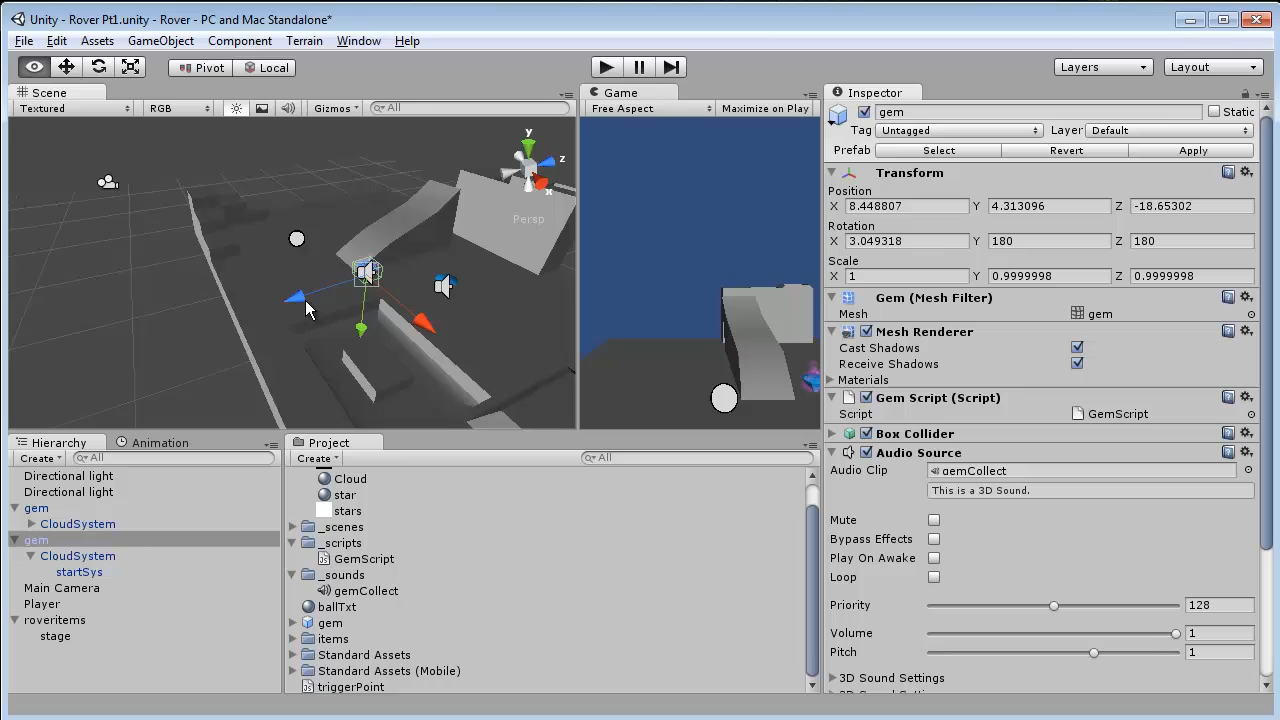 Unity - Rover Pt1.unity - Rover - PC and Mac Standalone*
File Edit Assets GameObject Component Terrain Window Help
Pivot Local Layers Layout
Scene Game Inspector
Textured RGB Gizmos All Free Aspect Maximize on Play
gem Static
Tag Untagged Layer Default
Prefab Select Revert Apply
y
z
x
Persp
Transform
Position
X 8.448807 Y 4.313096 Z -18.65302
Rotation
X 3.049318 Y 180 Z 180
Scale
X 1 Y 0.9999998 Z 0.9999998
Gem (Mesh Filter)
Mesh gem
Mesh Renderer
Cast Shadows
Receive Shadows
Materials
Gem Script (Script)
Script GemScript
Box Collider
Audio Source
Audio Clip gemCollect
This is a 3D Sound.
Mute
Bypass Effects
Play On Awake
Loop
Priority 128
Volume 1
Pitch 1
3D Sound Settings
Hierarchy Animation
Create All
Directional light
Directional light
gem
CloudSystem
gem
CloudSystem
startSys
Main Camera
Player
roveritems
stage
Project
Create All
Cloud
star
stars
_scenes
_scripts
GemScript
_sounds
gemCollect
ballTxt
gem
items
Standard Assets
Standard Assets (Mobile)
triggerPoint